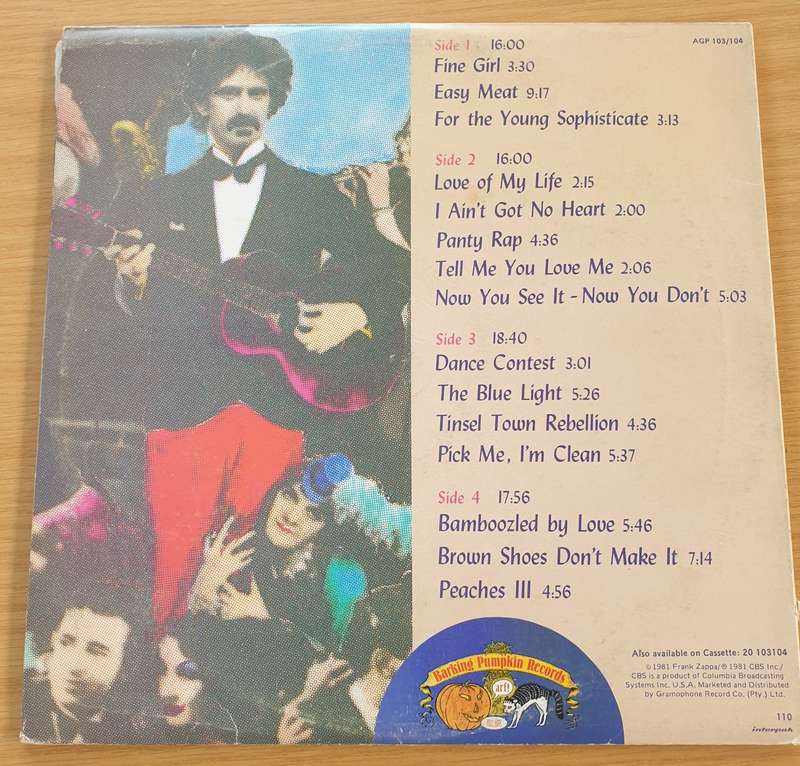 Side 1 16:00
AGP 103/104
Fine Girl 3:30
Easy Meat 9:17
For the Young Sophisticate 3:13
Side 2 16:00
Love of My Life 2:15
I Ain't Got No Heart 2:00
Panty Rap 4:36
Tell Me You Love Me 2:06
Now You See It - Now You Don't 5:03
Side 3 18:40
Dance Contest 3:01
The Blue Light 5:26
Tinsel Town Rebellion 4:36
Pick Me, I'm Clean 5:37
Side 4 17:56
Bamboozled by Love 5:46
Brown Shoes Don't Make It 7:14
Peaches III 4:56
Barking Pumpkin Records
arf!
Also available on Cassette: 20 103104
©1981 Frank Zappa/℗ 1981 CBS Inc./
CBS is a product of Columbia Broadcasting
Systems Inc. U.S.A. Marketed and Distributed
by Gramophone Record Co. (Pty.) Ltd.
110
interpak